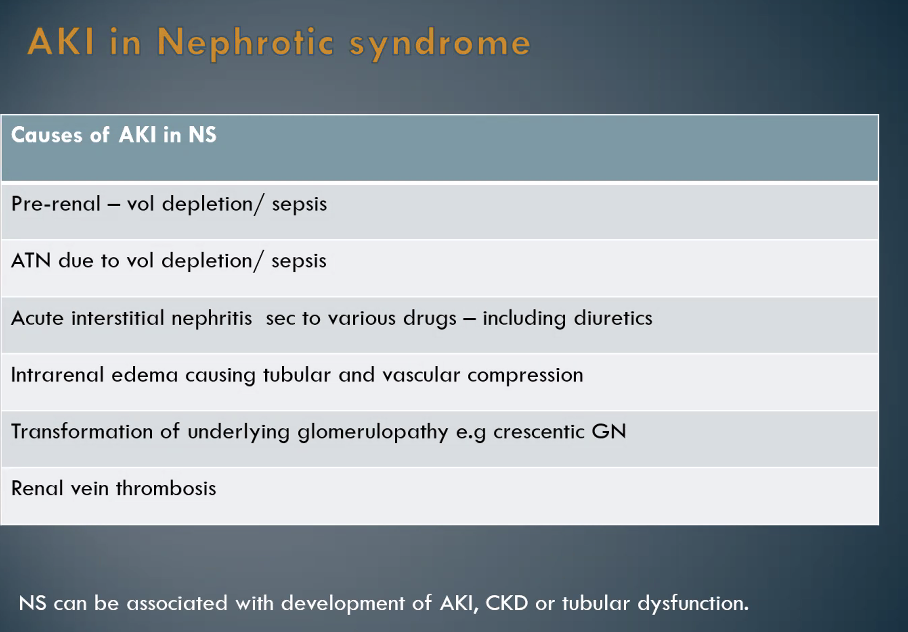 AKI in Nephrotic syndrome
Causes of AKI in NS
Pre-renal – vol depletion/ sepsis
ATN due to vol depletion/ sepsis
Acute interstitial nephritis  sec to various drugs – including diuretics
Intrarenal edema causing tubular and vascular compression
Transformation of underlying glomerulopathy e.g crescentic GN
Renal vein thrombosis
NS can be associated with development of AKI, CKD or tubular dysfunction.